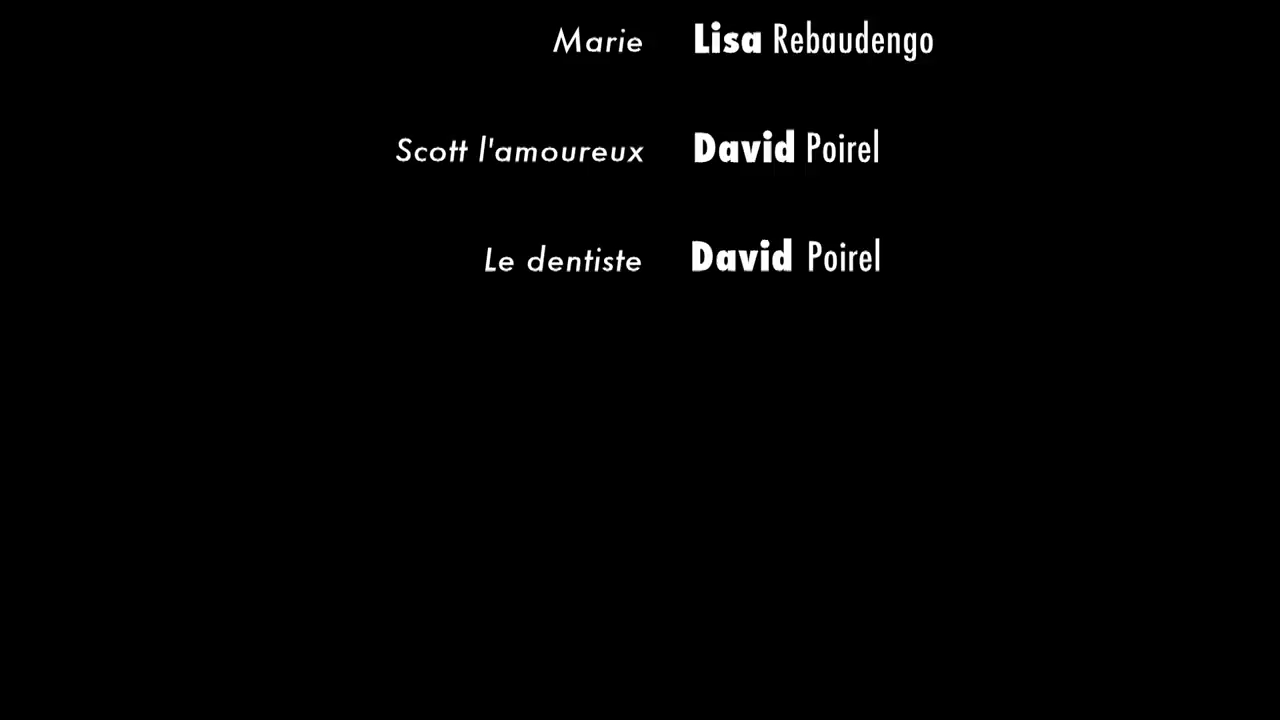 Marie Lisa Rebaudengo
Scott l'amoureux David Poirel
Le dentiste David Poirel